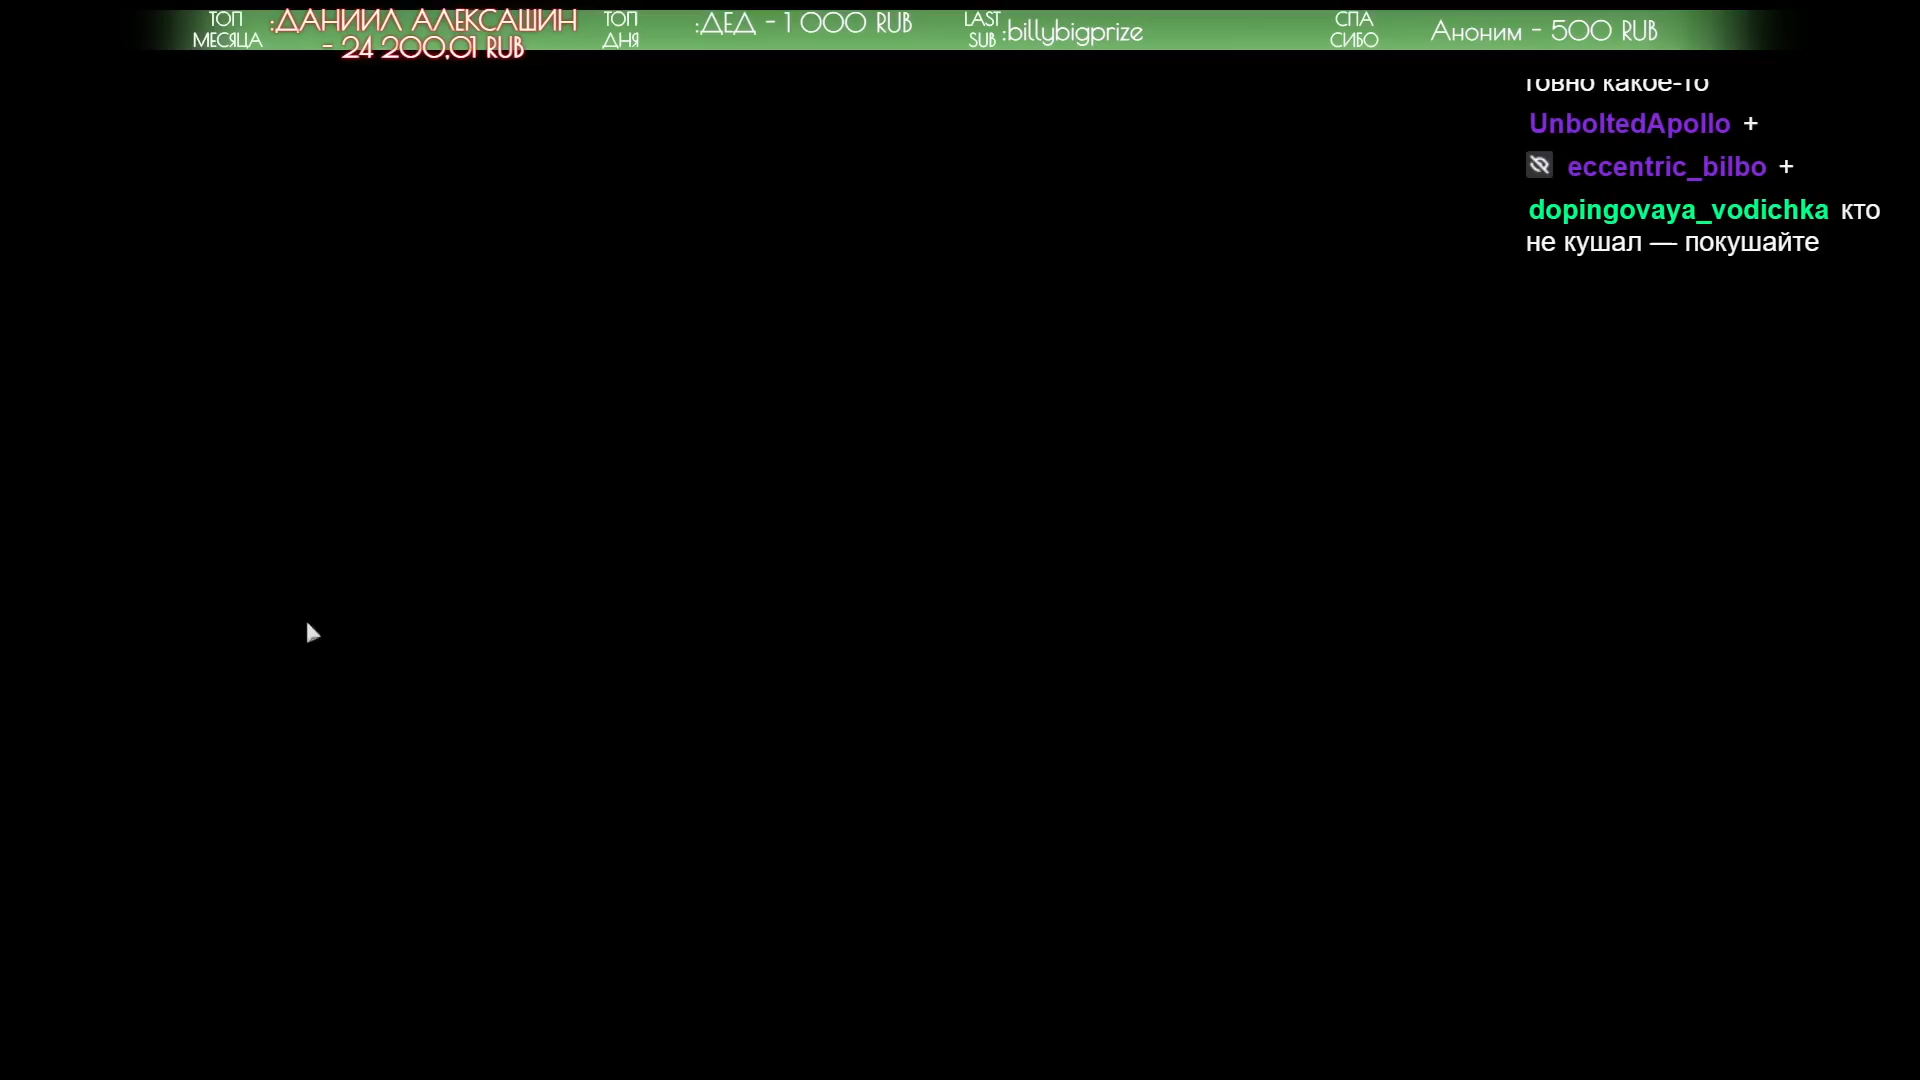 ТОП МЕСЯЦА
:ДАНИИЛ АЛЕКСАШИН
- 24 200,01 RUB
ТОП ДНЯ
:ДЕД - 1 000 RUB
LAST SUB
:billybigprize
СПА СИБО
Аноним - 500 RUB
говно какое-то
UnboltedApollo +
eccentric_bilbo +
dopingovaya_vodichka кто
не кушал — покушайте